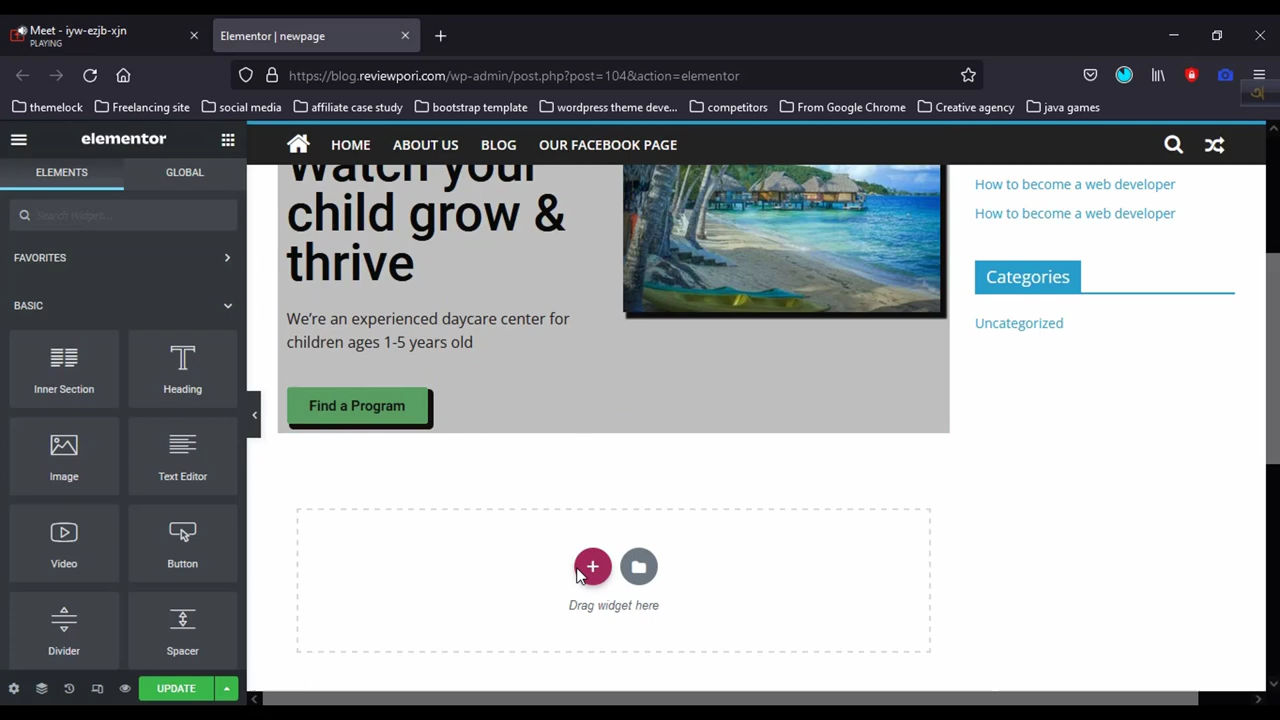 Meet - iyw-ezjb-xjn
PLAYING
Elementor | newpage
https://blog.reviewpori.com/wp-admin/post.php?post=104&action=elementor
themelock
Freelancing site
social media
affiliate case study
bootstrap template
wordpress theme deve...
competitors
From Google Chrome
Creative agency
java games
অ
elementor
HOME
ABOUT US
BLOG
OUR FACEBOOK PAGE
ELEMENTS
GLOBAL
Search Widget...
FAVORITES
BASIC
Inner Section
Heading
Image
Text Editor
Video
Button
Divider
Spacer
UPDATE
Watch your
child grow &
thrive
We're an experienced daycare center for
children ages 1-5 years old
Find a Program
Drag widget here
How to become a web developer
How to become a web developer
Categories
Uncategorized